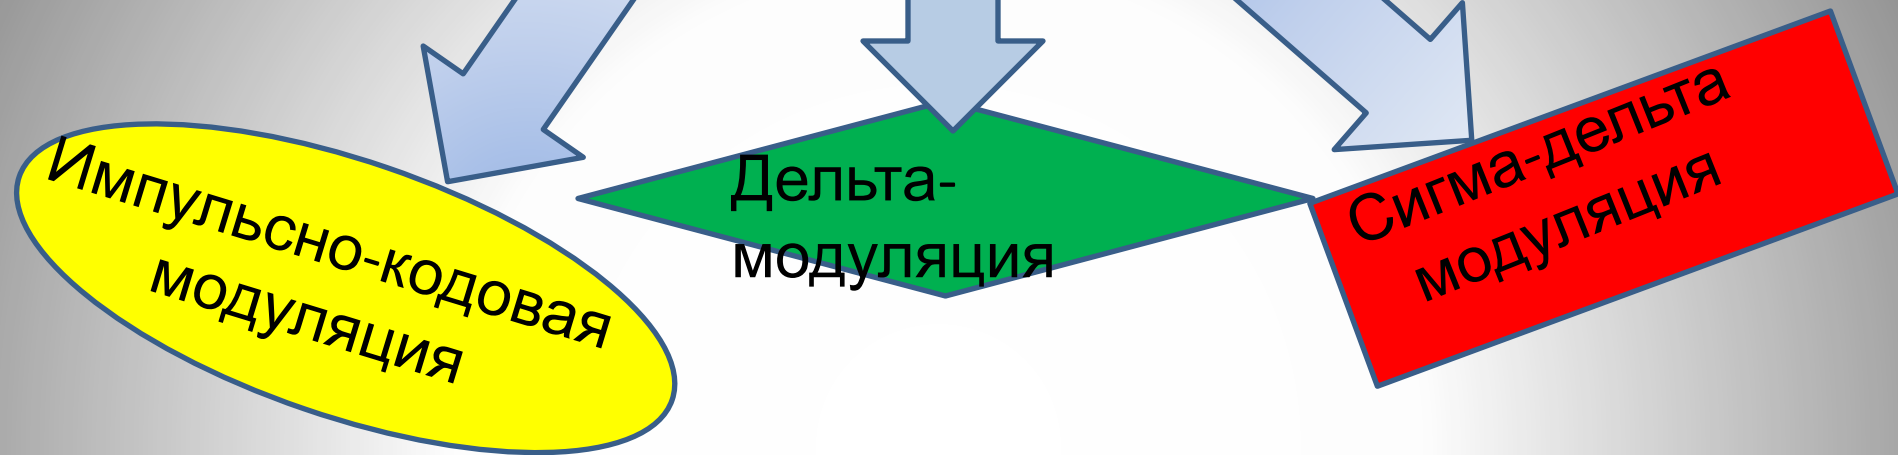 Импульсно-кодовая
модуляция
Дельта-
модуляция
Сигма-дельта
модуляция